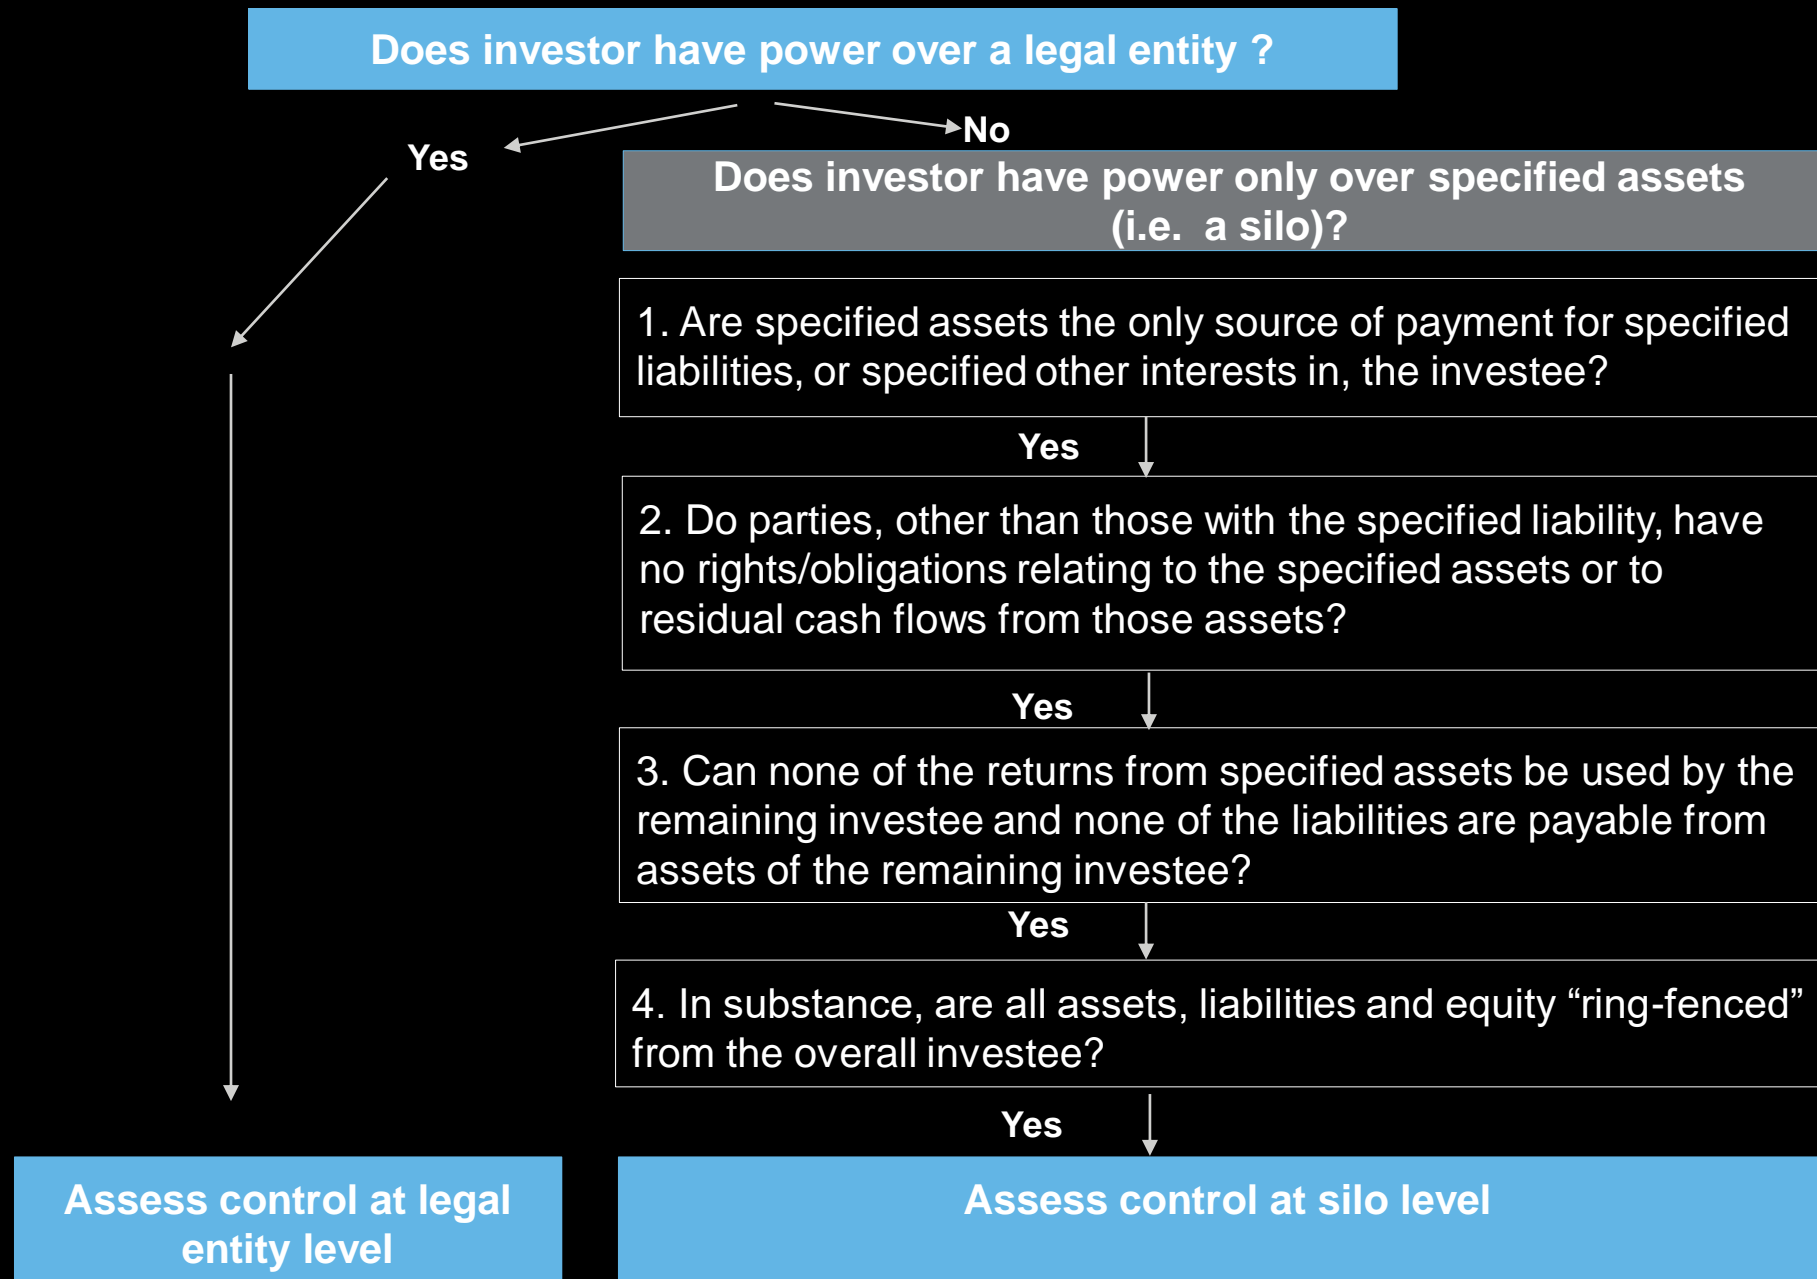 Does investor have power over a legal entity ?
Yes
No
Does investor have power only over specified assets
(i.e. a silo)?
1. Are specified assets the only source of payment for specified
liabilities, or specified other interests in, the investee?
Yes
2. Do parties, other than those with the specified liability, have
no rights/obligations relating to the specified assets or to
residual cash flows from those assets?
Yes
3. Can none of the returns from specified assets be used by the
remaining investee and none of the liabilities are payable from
assets of the remaining investee?
Yes
4. In substance, are all assets, liabilities and equity “ring-fenced”
from the overall investee?
Yes
Assess control at legal
entity level
Assess control at silo level